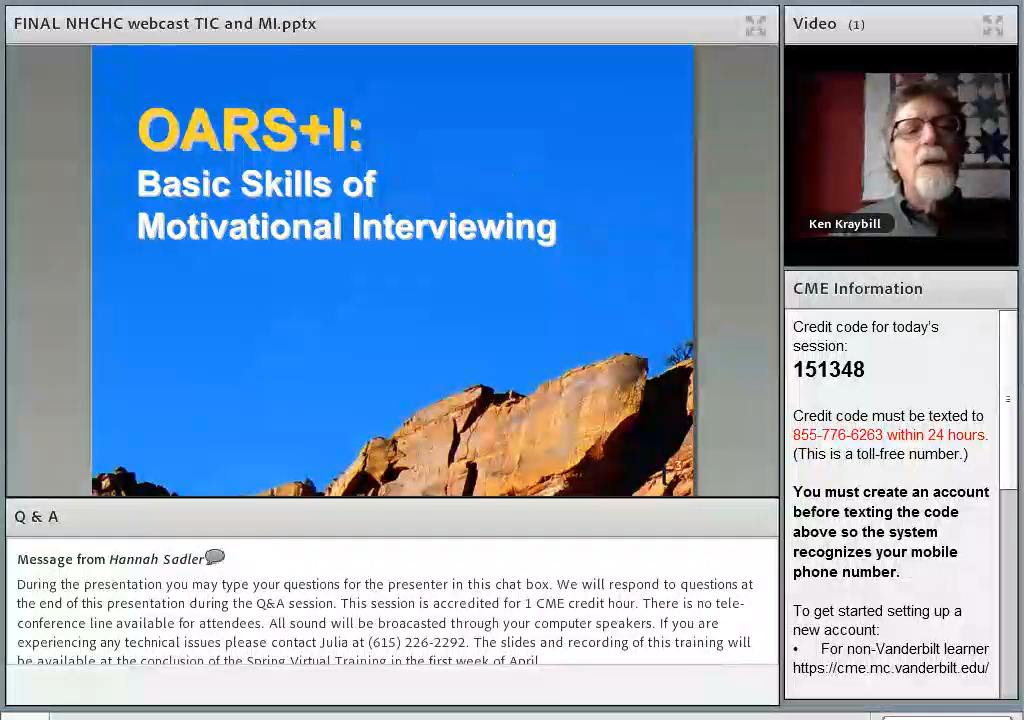 FINAL NHCHC webcast TIC and MI.pptx
OARS+I:
Basic Skills of
Motivational Interviewing
Q & A
Message from Hannah Sadler
During the presentation you may type your questions for the presenter in this chat box. We will respond to questions at
the end of this presentation during the Q&A session. This session is accredited for 1 CME credit hour. There is no tele-
conference line available for attendees. All sound will be broadcasted through your computer speakers. If you are
experiencing any technical issues please contact Julia at (615) 226-2292. The slides and recording of this training will
be available at the conclusion of the Spring Virtual Training in the first week of April.
Video (1)
Ken Kraybill
CME Information
Credit code for today's
session:
151348
Credit code must be texted to
855-776-6263 within 24 hours.
(This is a toll-free number.)
You must create an account
before texting the code
above so the system
recognizes your mobile
phone number.
To get started setting up a
new account:
• For non-Vanderbilt learner
https://cme.mc.vanderbilt.edu/